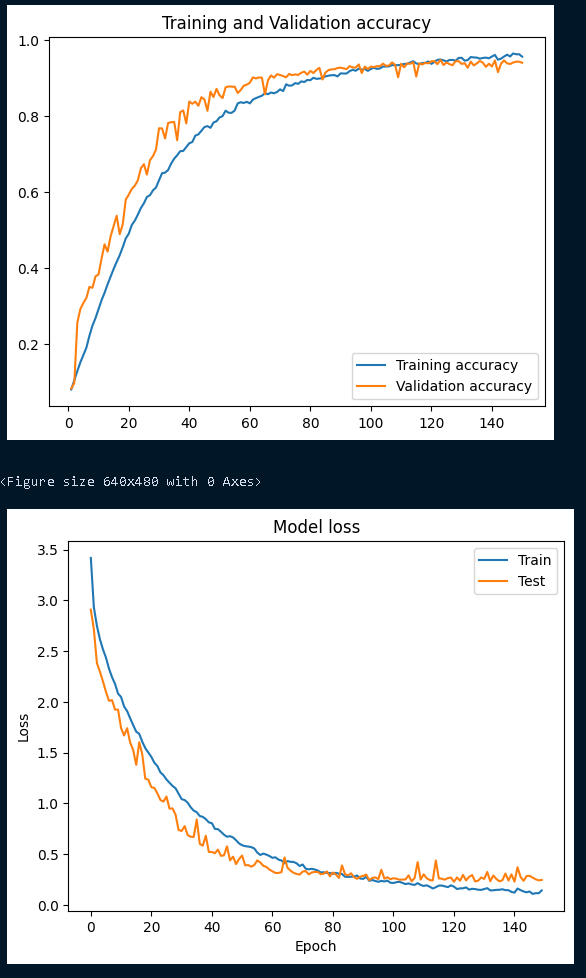 Training and Validation accuracy
1.0
0.8
0.6
0.4
0.2
Training accuracy
Validation accuracy
0 20 40 60 80 100 120 140
<Figure size 640x480 with 0 Axes>
Model loss
3.5
3.0
2.5
2.0
1.5
1.0
0.5
0.0
Loss
Train
Test
0 20 40 60 80 100 120 140
Epoch